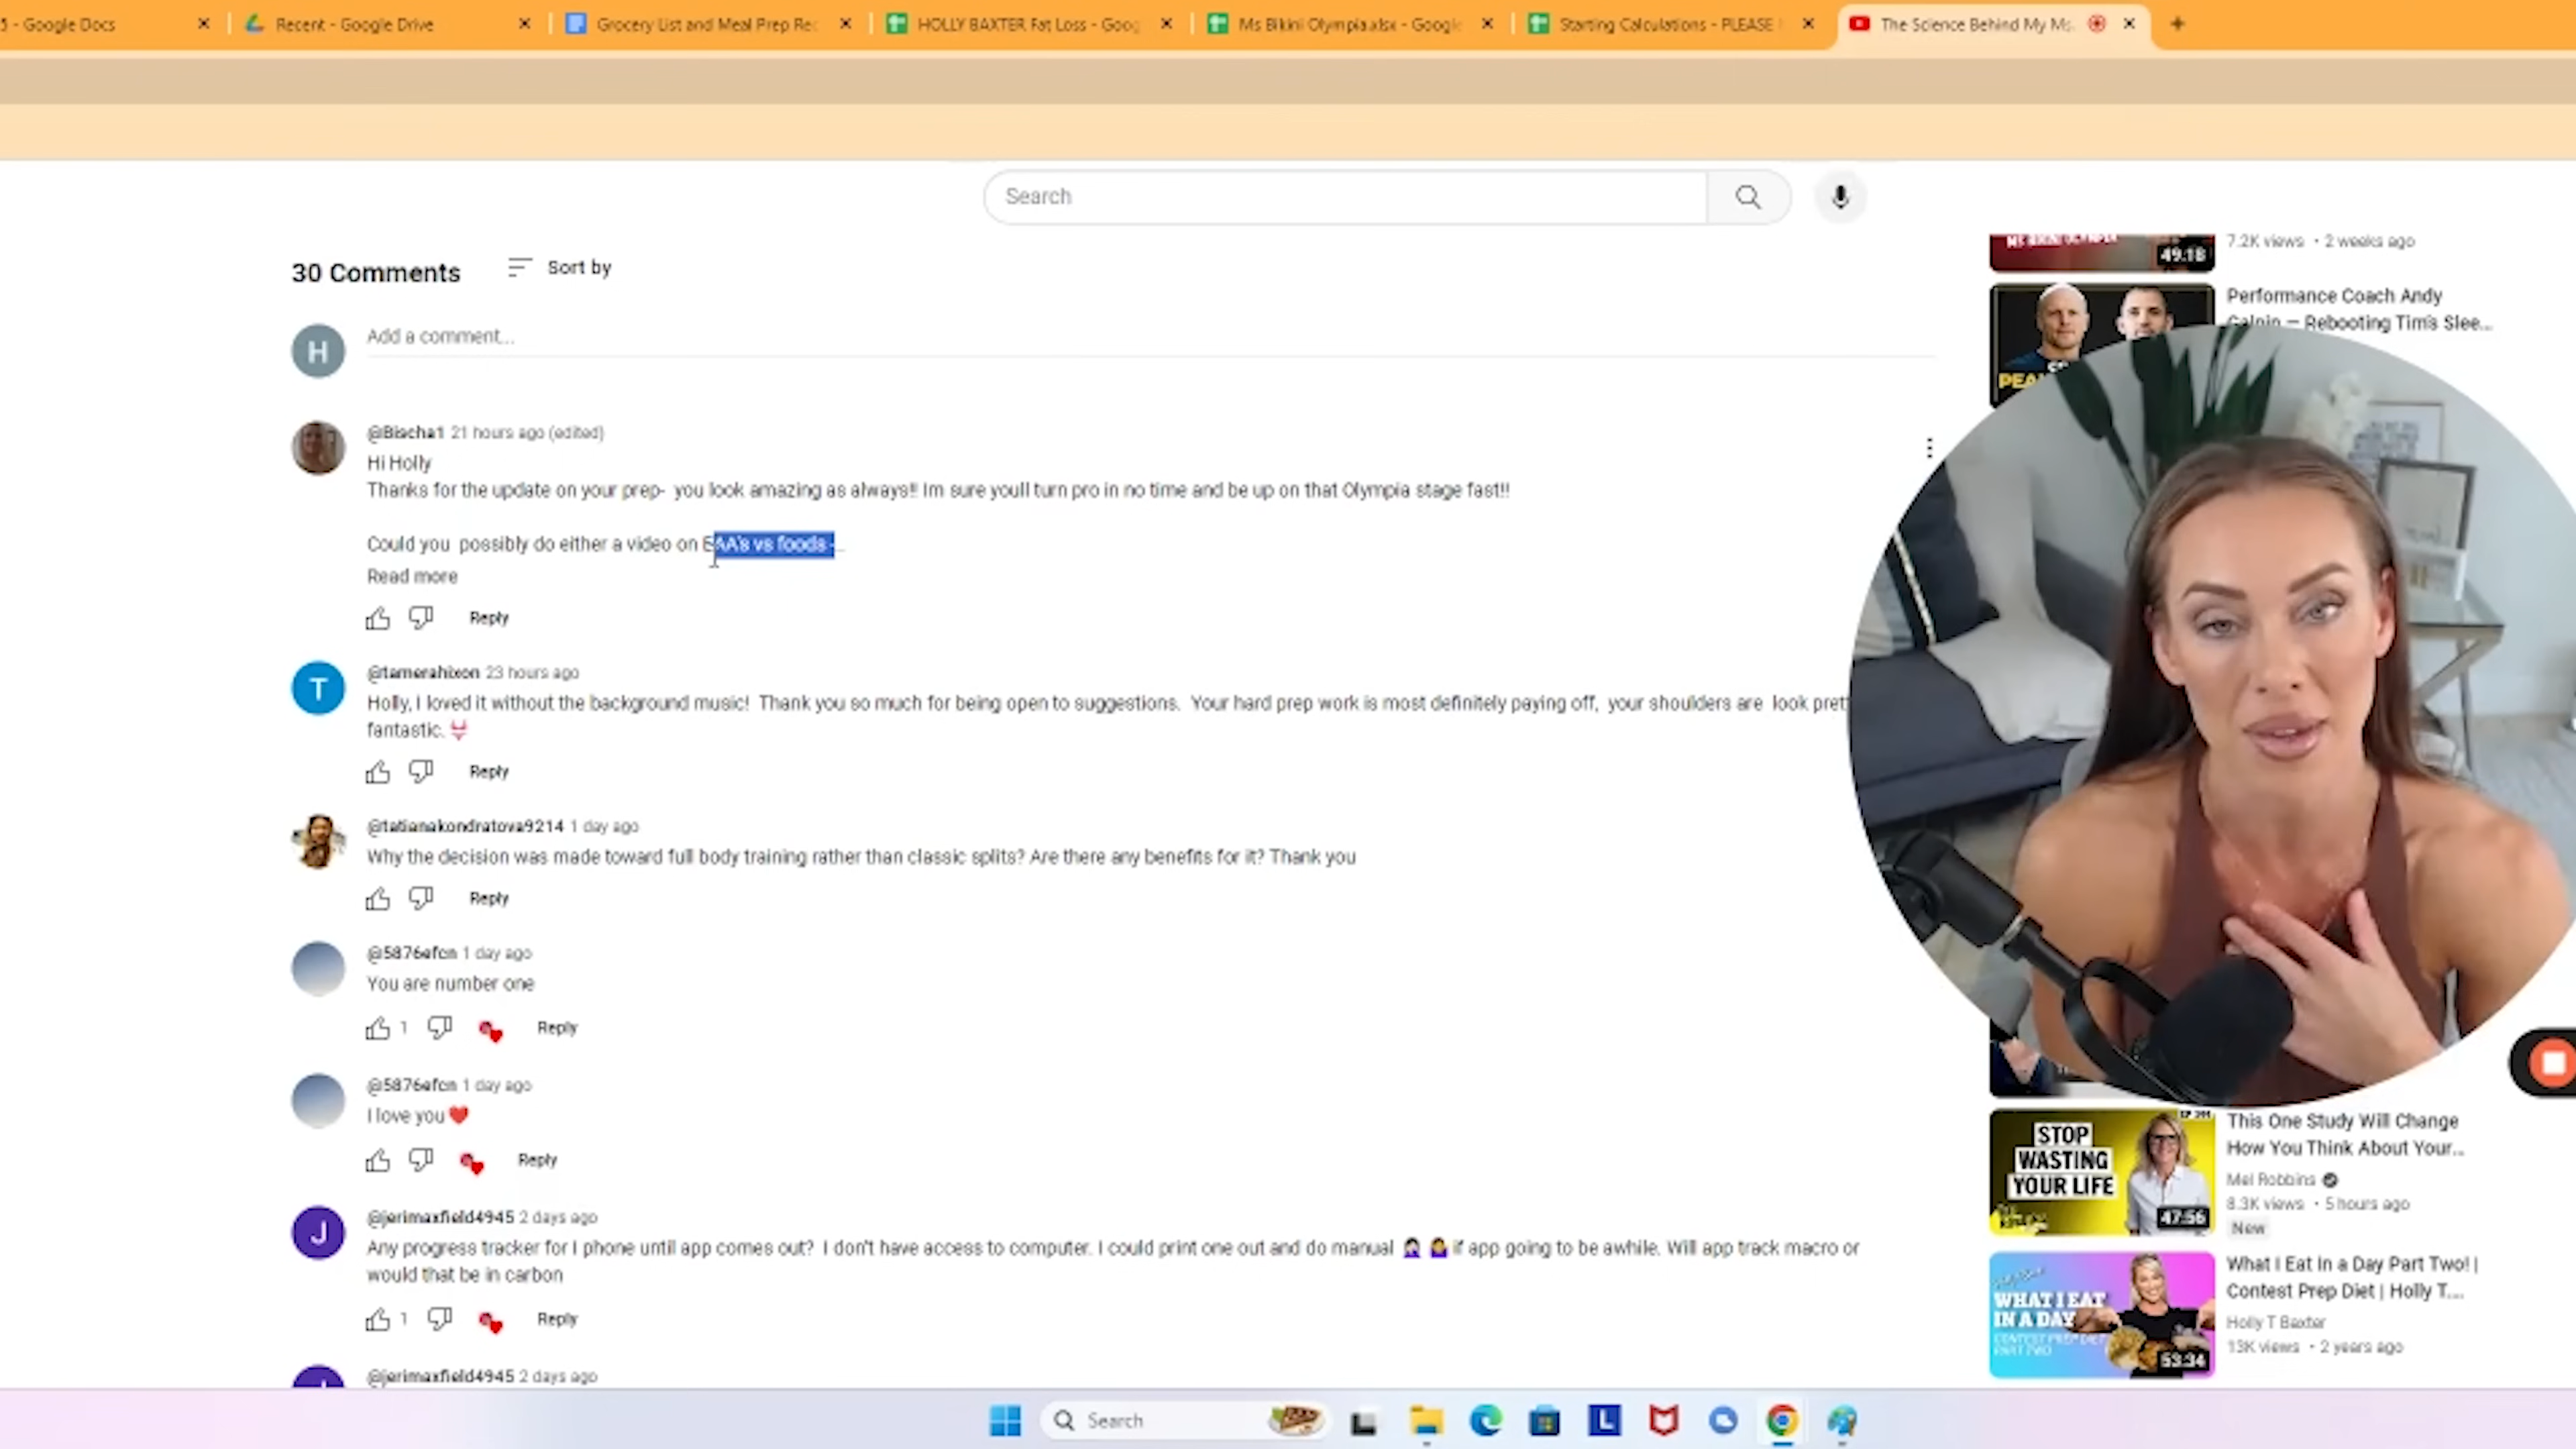 5 - Google Docs
Recent - Google Drive
Grocery List and Meal Prep Rec
HOLLY BAXTER Fat Loss - Goog
Ms Bikini Olympia.xlsx - Google
Starting Calculations - PLEASE
The Science Behind My Ms.
Search
30 Comments
Sort by
7.2K views • 2 weeks ago
49:18
H
Add a comment...
Performance Coach Andy
Galpin — Rebooting Tim's Slee...
@Bischa1 21 hours ago (edited)
Hi Holly
Thanks for the update on your prep- you look amazing as always!! Im sure youll turn pro in no time and be up on that Olympia stage fast!!
Could you possibly do either a video on EAA's vs foods -...
Read more
Reply
T
@tamerahixon 23 hours ago
Holly, I loved it without the background music! Thank you so much for being open to suggestions. Your hard prep work is most definitely paying off, your shoulders are look pret
fantastic. 👙
Reply
@tatianakondratova9214 1 day ago
Why the decision was made toward full body training rather than classic splits? Are there any benefits for it? Thank you
Reply
@5876efcn 1 day ago
You are number one
1 Reply
@5876efcn 1 day ago
I love you ❤️
Reply
STOP
WASTING
YOUR LIFE
47:56
This One Study Will Change
How You Think About Your...
Mel Robbins
8.3K views • 5 hours ago
New
J
@jerimaxfield4945 2 days ago
Any progress tracker for I phone until app comes out? I don't have access to computer. I could print one out and do manual 🤦🏻‍♀️ 🤷‍♀️ if app going to be awhile. Will app track macro or
would that be in carbon
1 Reply
WHAT I EAT
IN A DAY
CONTEST PREP DIET
PART TWO
53:34
What I Eat In a Day Part Two! |
Contest Prep Diet | Holly T....
Holly T Baxter
13K views • 2 years ago
@jerimaxfield4945 2 days ago
Search
L